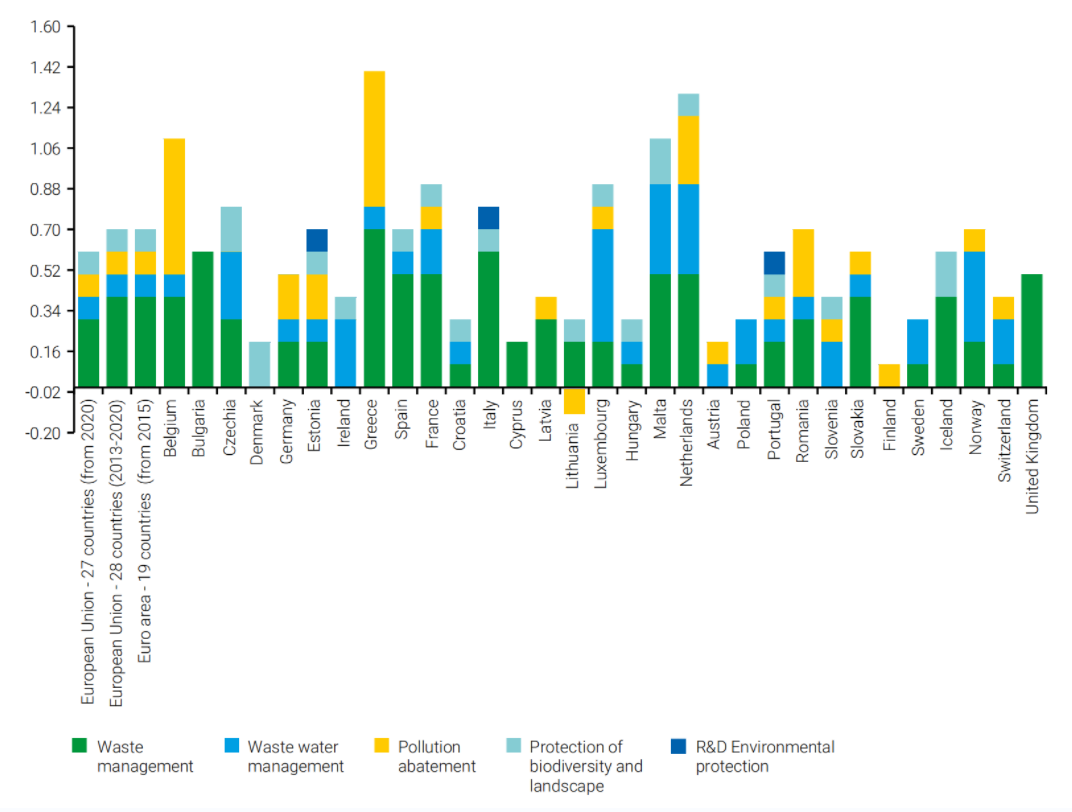 1.60
1.42
1.24
1.06
0.88
0.70
0.52
0.34
0.16
-0.02
-0.20
European Union - 27 countries (from 2020)
European Union - 28 countries (2013-2020)
Euro area - 19 countries (from 2015)
Belgium
Bulgaria
Czechia
Denmark
Germany
Estonia
Ireland
Greece
Spain
France
Croatia
Italy
Cyprus
Latvia
Lithuania
Luxembourg
Hungary
Malta
Netherlands
Austria
Poland
Portugal
Romania
Slovenia
Slovakia
Finland
Sweden
Iceland
Norway
Switzerland
United Kingdom
Waste
management
Waste water
management
Pollution
abatement
Protection of
biodiversity and
landscape
R&D Environmental
protection